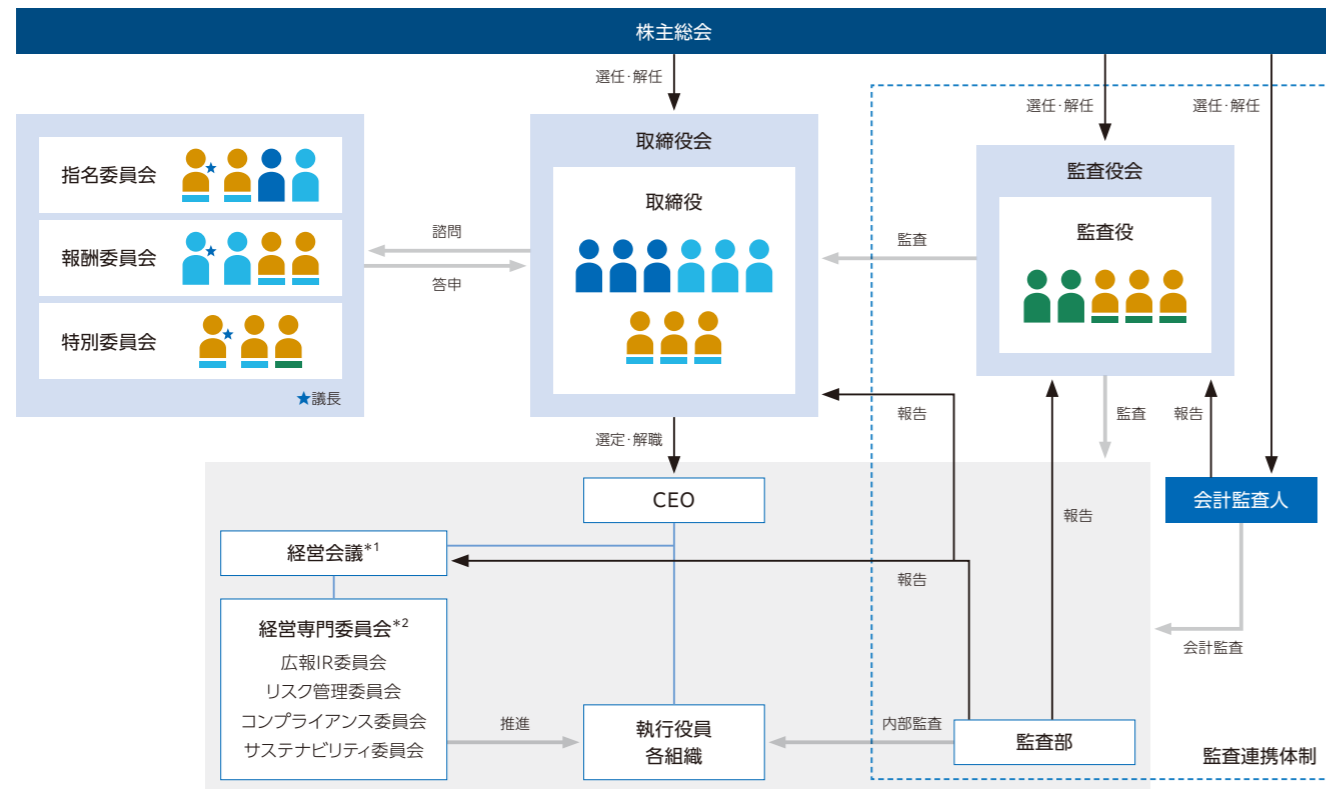 株主総会
選任・解任
選任・解任
選任・解任
指名委員会
報酬委員会
特別委員会
★議長
諮問
答申
取締役会
取締役
監査
監査役会
監査役
選定・解職
報告
監査
報告
CEO
会計監査人
経営会議*1
報告
報告
経営専門委員会*2
広報IR委員会
リスク管理委員会
コンプライアンス委員会
サステナビリティ委員会
推進
執行役員
各組織
内部監査
監査部
会計監査
監査連携体制